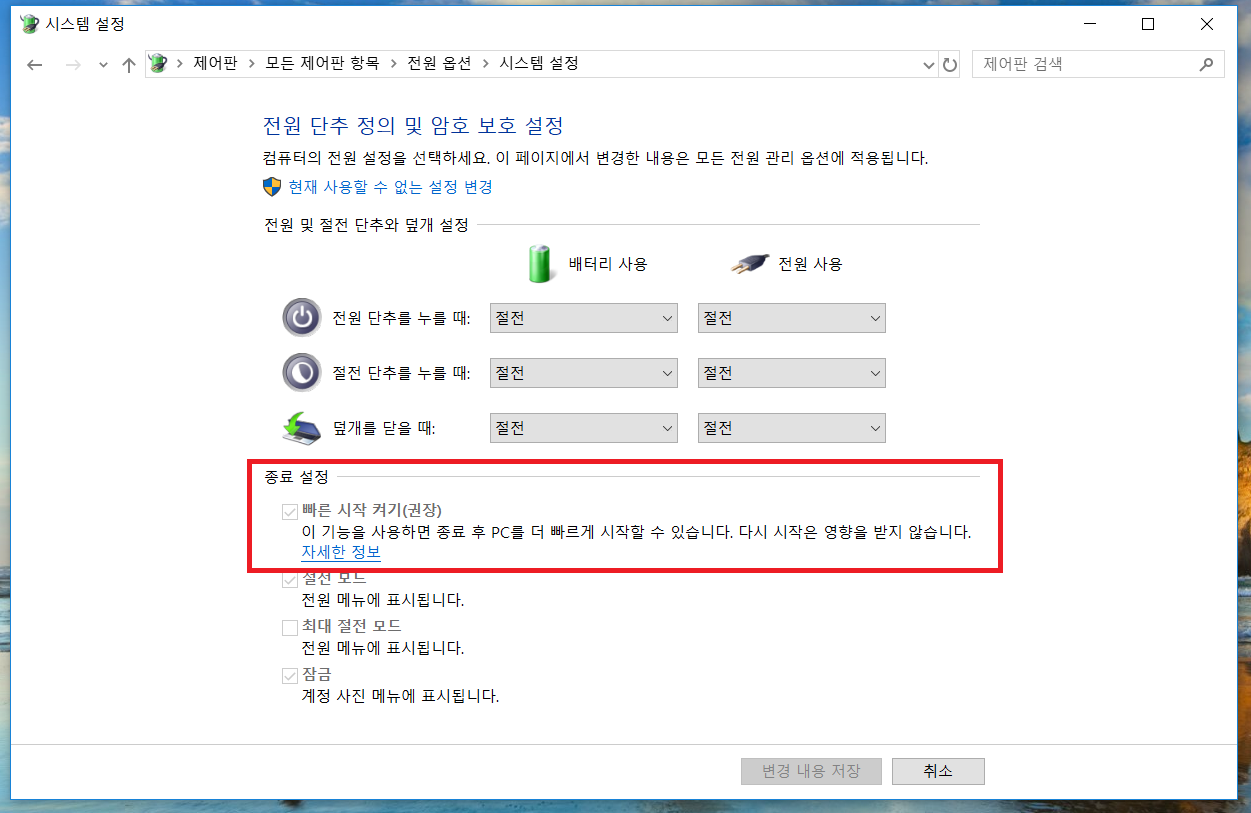 시스템 설정
제어판 > 모든 제어판 항목 > 전원 옵션 > 시스템 설정
제어판 검색
전원 단추 정의 및 암호 보호 설정
컴퓨터의 전원 설정을 선택하세요. 이 페이지에서 변경한 내용은 모든 전원 관리 옵션에 적용됩니다.
현재 사용할 수 없는 설정 변경
전원 및 절전 단추와 덮개 설정
배터리 사용
전원 사용
전원 단추를 누를 때: 절전 절전
절전 단추를 누를 때: 절전 절전
덮개를 닫을 때: 절전 절전
종료 설정
빠른 시작 켜기(권장)
이 기능을 사용하면 종료 후 PC를 더 빠르게 시작할 수 있습니다. 다시 시작은 영향을 받지 않습니다.
자세한 정보
절전 모드
전원 메뉴에 표시됩니다.
최대 절전 모드
전원 메뉴에 표시됩니다.
잠금
계정 사진 메뉴에 표시됩니다.
변경 내용 저장
취소